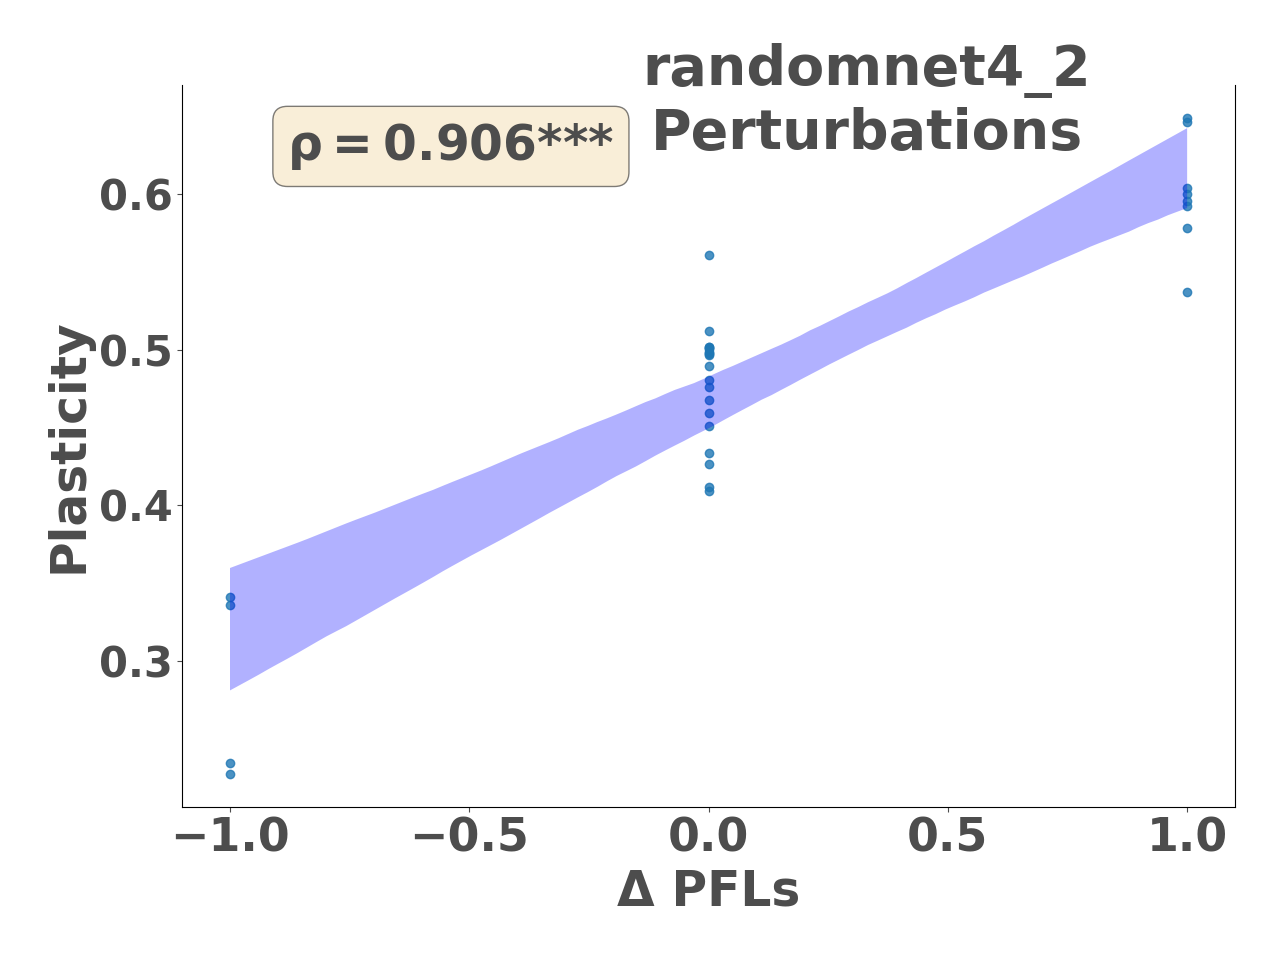 randomnet4_2
Perturbations
ρ = 0.906***
Plasticity
0.6
0.5
0.4
0.3
−1.0 −0.5 0.0 0.5 1.0
Δ PFLs